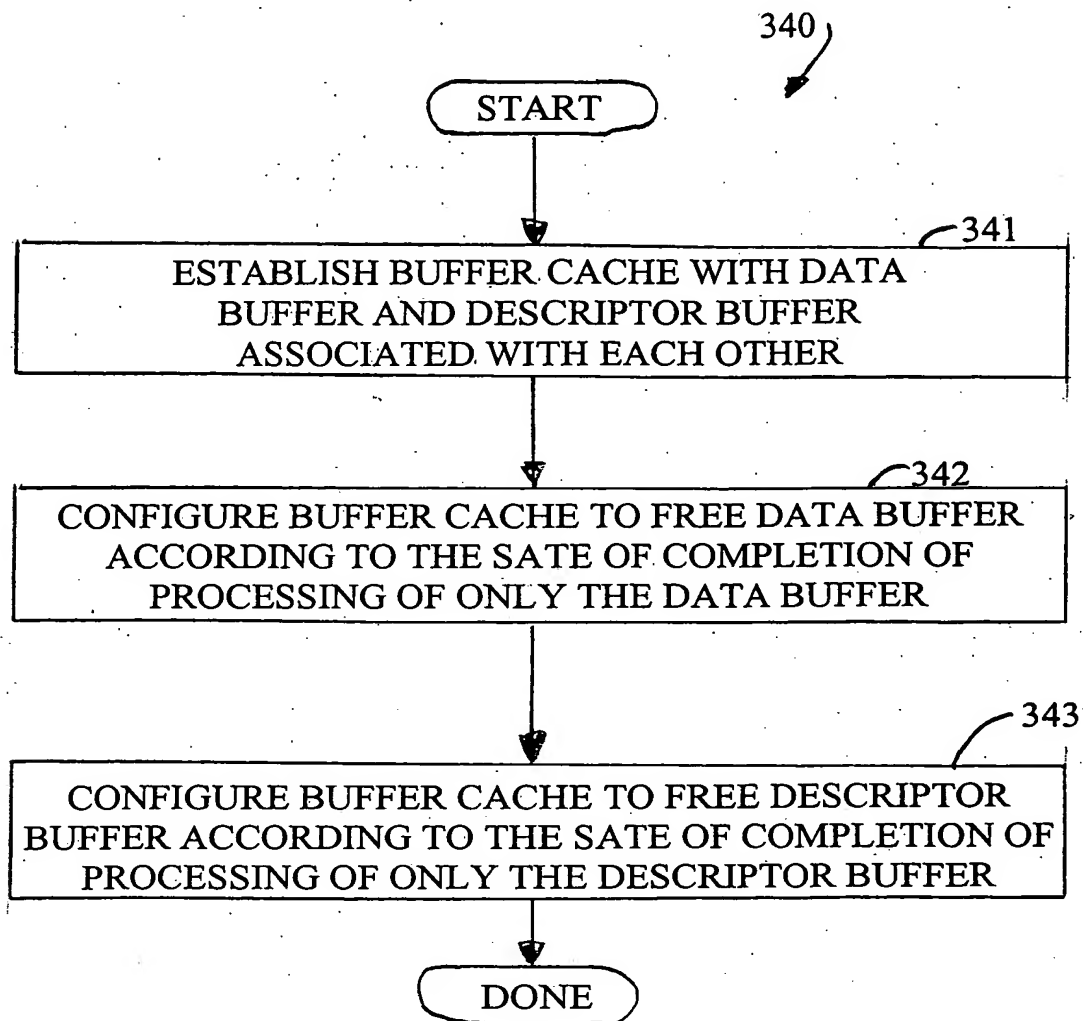 340
START
341
ESTABLISH BUFFER CACHE WITH DATA
BUFFER AND DESCRIPTOR BUFFER
ASSOCIATED WITH EACH OTHER
342
CONFIGURE BUFFER CACHE TO FREE DATA BUFFER
ACCORDING TO THE SATE OF COMPLETION OF
PROCESSING OF ONLY THE DATA BUFFER
343
CONFIGURE BUFFER CACHE TO FREE DESCRIPTOR
BUFFER ACCORDING TO THE SATE OF COMPLETION OF
PROCESSING OF ONLY THE DESCRIPTOR BUFFER
DONE